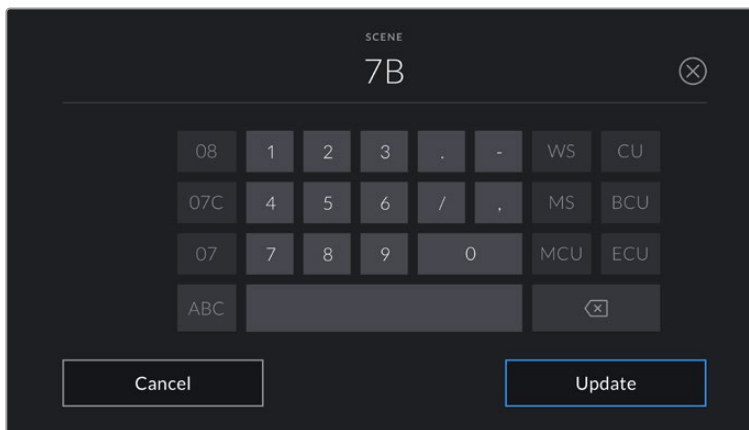 SCENE
7B
08 1 2 3 . - WS CU
07C 4 5 6 / , MS BCU
07 7 8 9 0 MCU ECU
ABC
Cancel Update